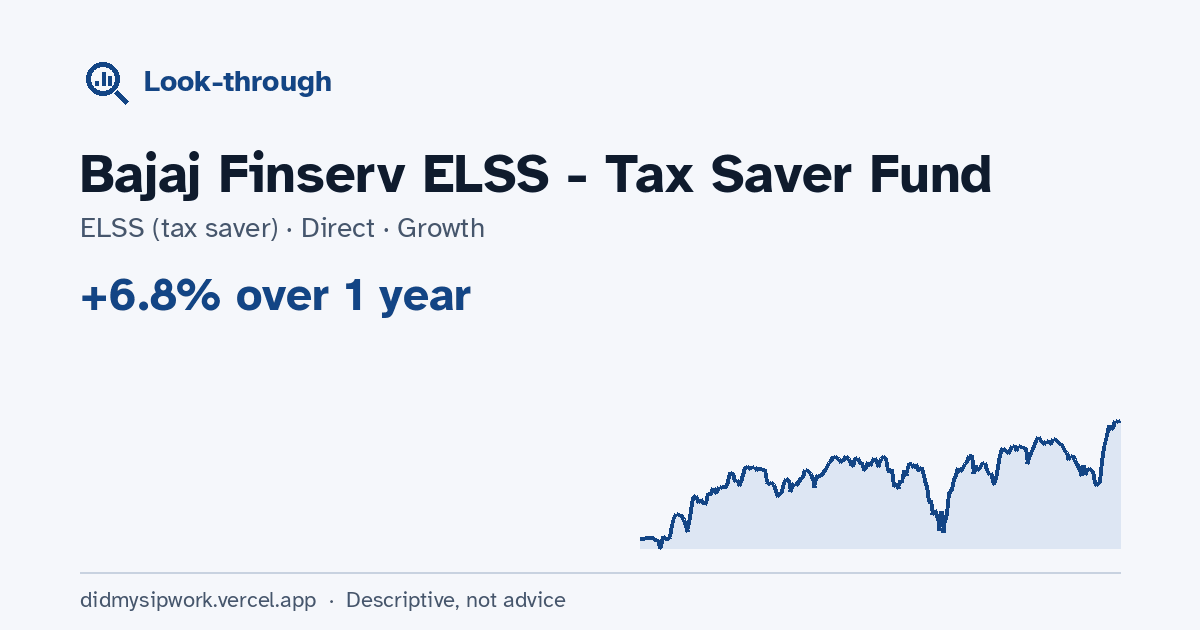 Look-through
Bajaj Finserv ELSS - Tax Saver Fund
ELSS (tax saver) · Direct · Growth
+6.8% over 1 year
didmysipwork.vercel.app · Descriptive, not advice